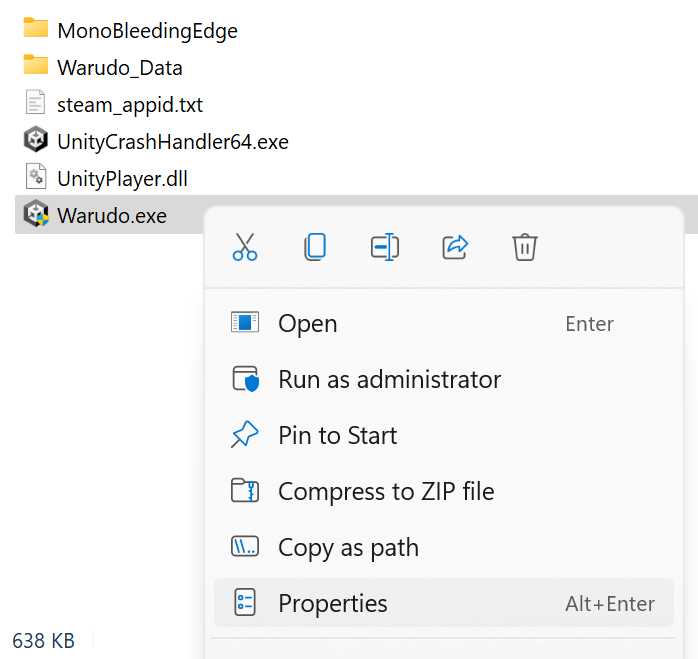 MonoBleedingEdge
Warudo_Data
steam_appid.txt
UnityCrashHandler64.exe
UnityPlayer.dll
Warudo.exe
Open Enter
Run as administrator
Pin to Start
Compress to ZIP file
Copy as path
Properties Alt+Enter
638 KB